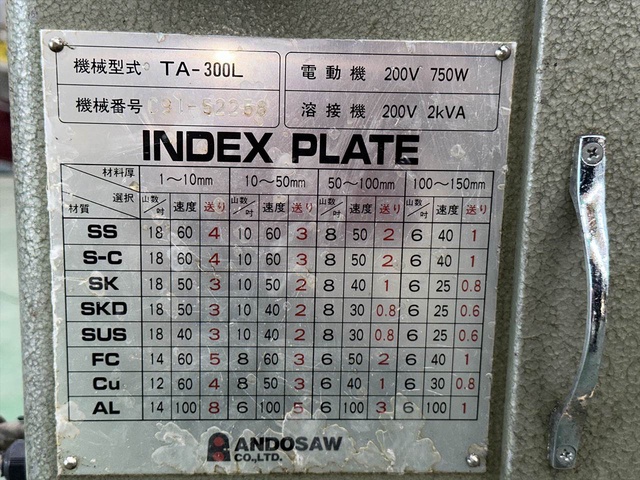 機械型式 TA-300L
電動機 200V 750W
機械番号
溶接機 200V 2kVA
INDEX PLATE
材料厚 1〜10mm 10〜50mm 50〜100mm 100〜150mm
選択
材質 山数/吋 速度 送り 山数/吋 速度 送り 山数/吋 速度 送り 山数/吋 速度 送り
SS 18 60 4 10 60 3 8 50 2 6 40 1
S-C 18 60 4 10 60 3 8 50 2 6 40 1
SK 18 50 3 10 50 2 8 40 1 6 25 0.8
SKD 18 50 3 10 40 2 8 30 0.8 6 25 0.6
SUS 18 40 3 10 40 2 8 30 0.8 6 25 0.6
FC 14 60 5 8 60 3 6 50 2 6 40 1
Cu 12 60 4 8 50 3 6 40 1 6 30 0.8
AL 14 100 8 6 100 5 6 100 3 6 100 1
ANDOSAW
CO.,LTD.